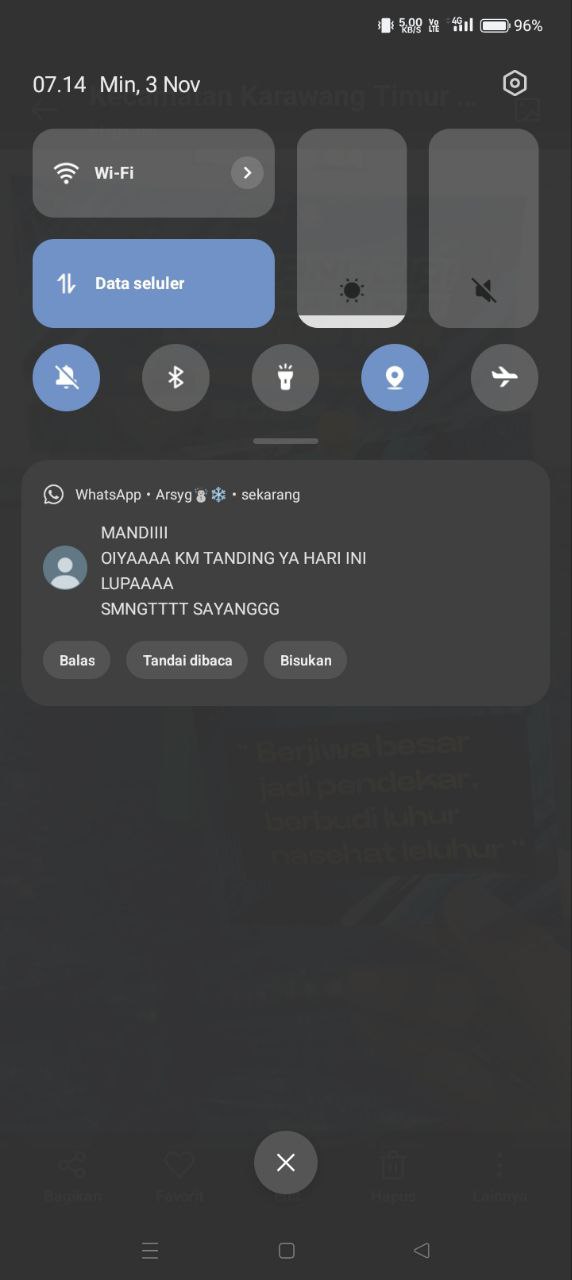 5.00
KB/S
Vo
LTE
4G
96%
07.14 Min, 3 Nov
Kecamatan Karawang Timur ...
Wi-Fi
Data seluler
WhatsApp • Arsyg⛄❄️ • sekarang
MANDIIII
OIYAAAA KM TANDING YA HARI INI
LUPAAAA
SMNGTTTT SAYANGGG
Balas
Tandai dibaca
Bisukan
" Berjiwa besar
jadi pendekar,
berbudi luhur
nasehat leluhur "
Bagikan
Favorit
Hapus
Lainnya